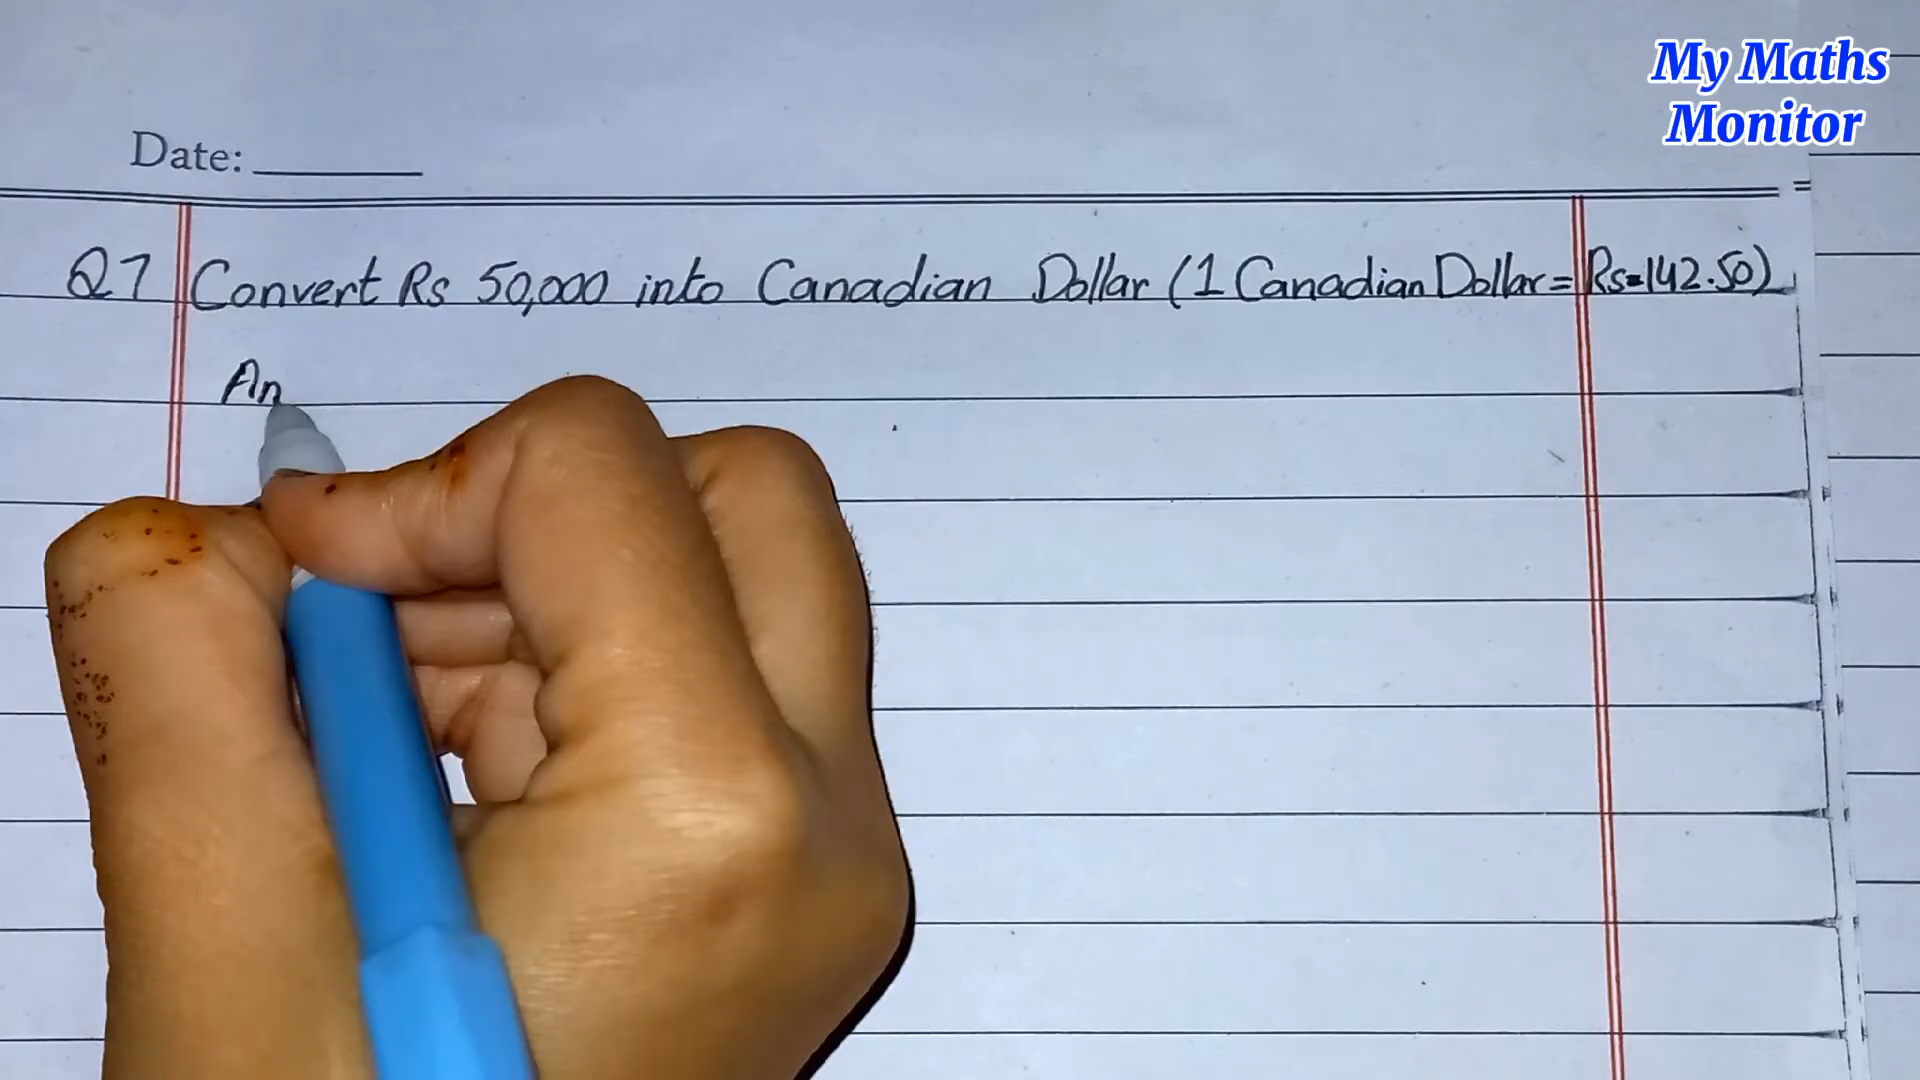 My Maths
Monitor
Date:
Q7 Convert Rs 50,000 into Canadian Dollar (1 Canadian Dollar = Rs=142.50)
An